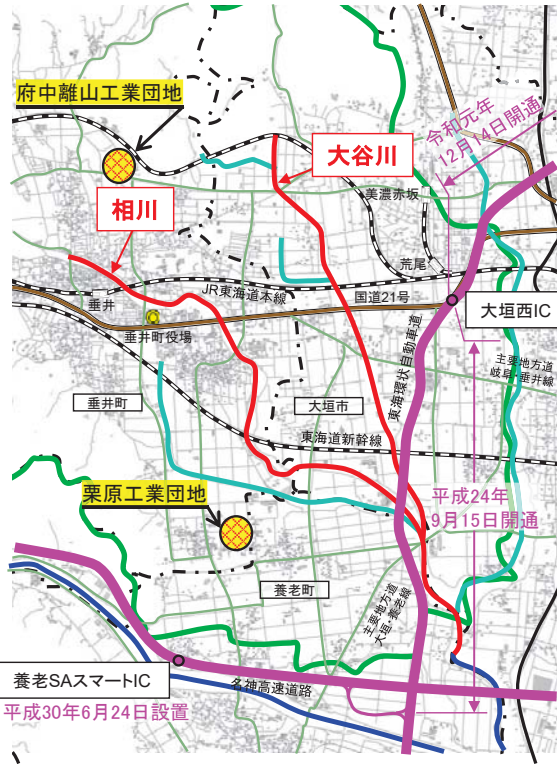 府中離山工業団地
大谷川
令和元年
12月14日開通
美濃赤坂
相川
荒尾
JR東海道本線
国道21号
垂井
大垣西IC
垂井町役場
東海環状自動車道
主要地方道
岐阜・垂井線
垂井町
大垣市
東海道新幹線
栗原工業団地
平成24年
9月15日開通
養老町
主要地方道
大垣・養老線
養老SAスマートIC
名神高速道路
平成30年6月24日設置